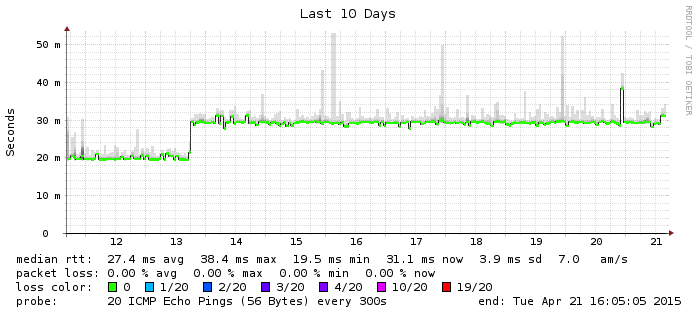 Last 10 Days
RRDTOOL / TOBI OETIKER
Seconds
50 m
40 m
30 m
20 m
10 m
0
12 13 14 15 16 17 18 19 20 21
median rtt: 27.4 ms avg 38.4 ms max 19.5 ms min 31.1 ms now 3.9 ms sd 7.0 am/s
packet loss: 0.00 % avg 0.00 % max 0.00 % min 0.00 % now
loss color: 0 1/20 2/20 3/20 4/20 10/20 19/20
probe: 20 ICMP Echo Pings (56 Bytes) every 300s end: Tue Apr 21 16:05:05 2015